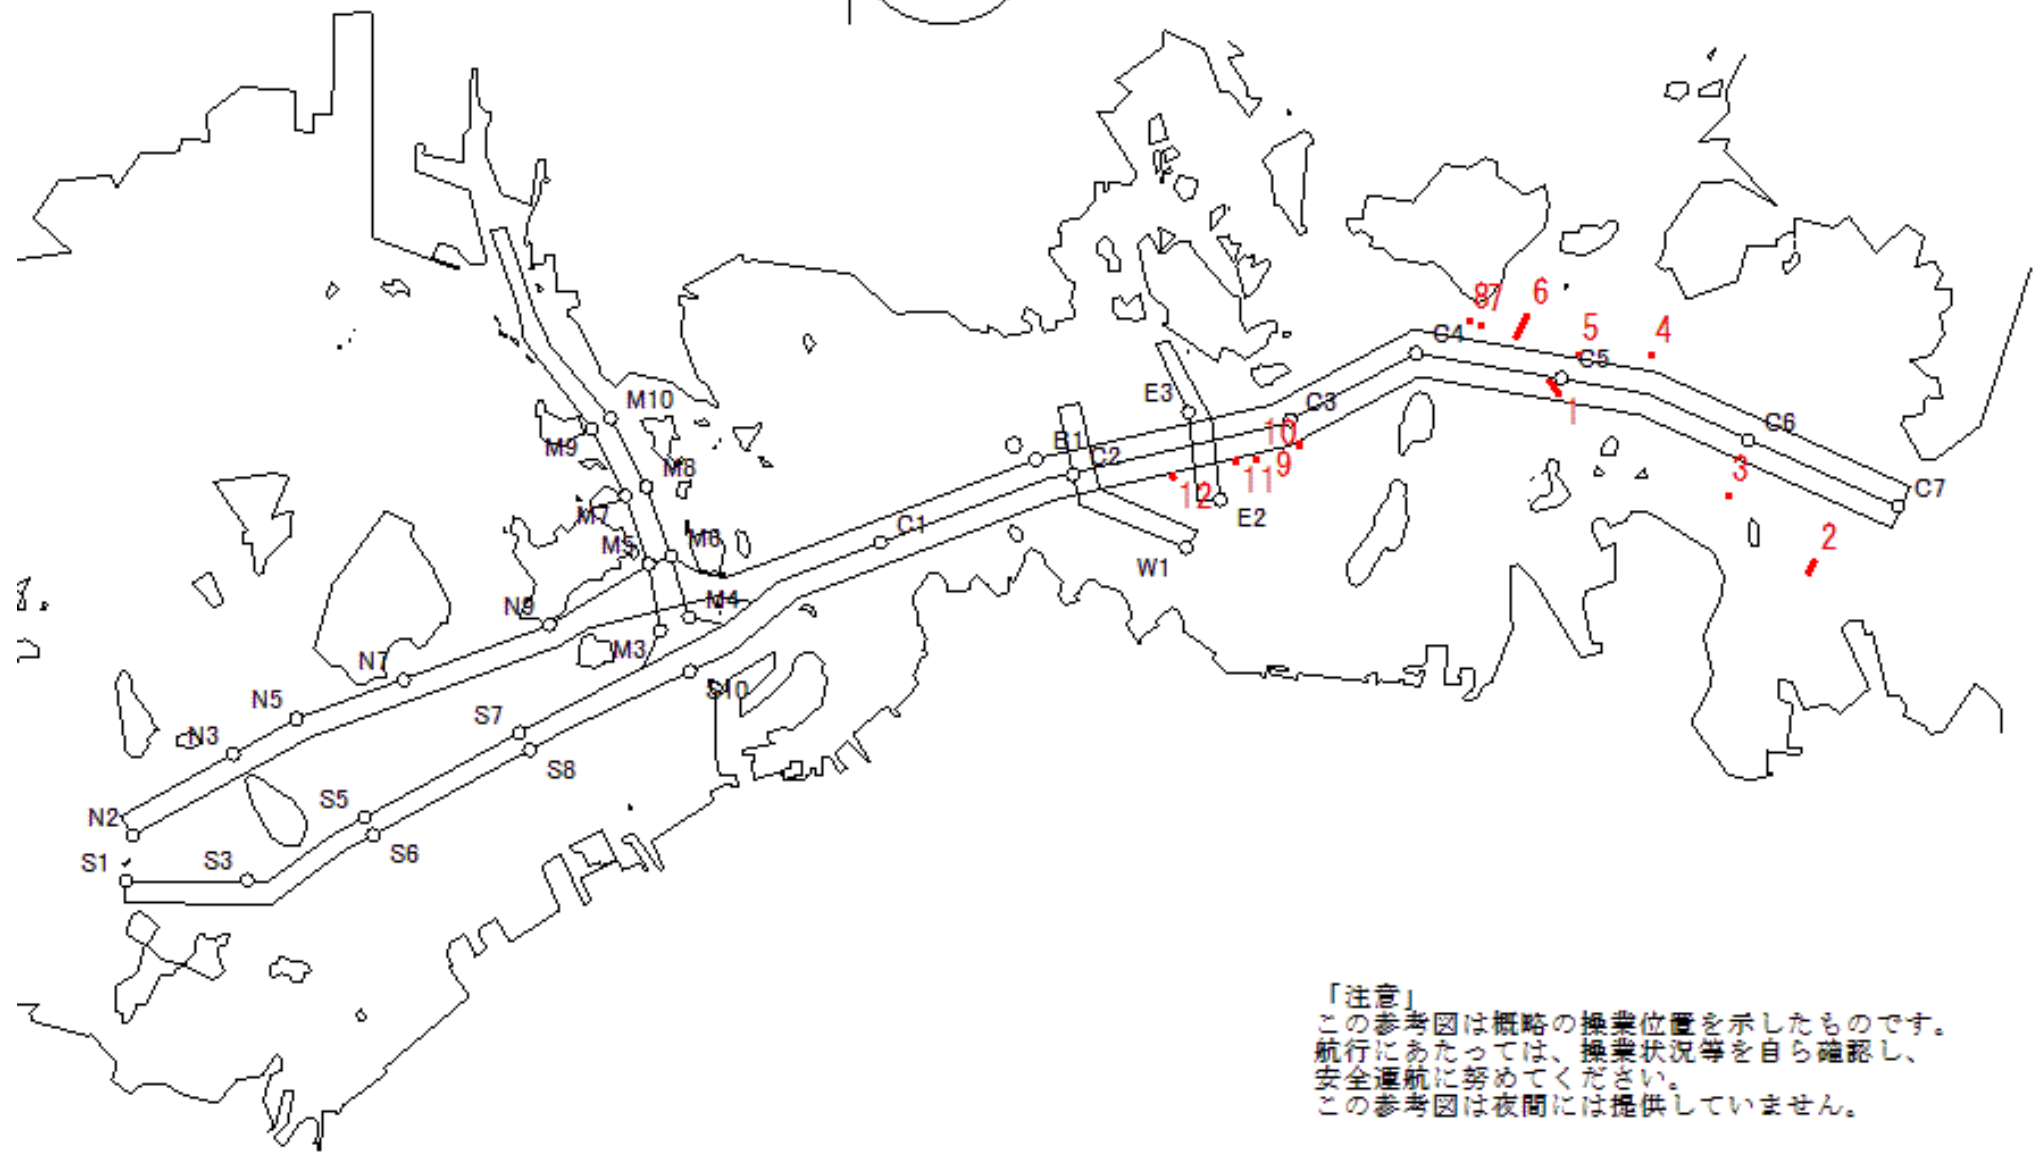 87
6
5
4
C4
C5
1
M10
E3
C3
C6
M9
10
B1
M8
C2
11
9
3
C7
12
M7
E2
C1
2
M5
M6
W1
N9
M4
M3
N7
S10
N5
S7
N3
S8
S5
N2
S6
S1
S3
「注意」
この参考図は概略の操業位置を示したものです。
航行にあたっては、操業状況等を自ら確認し、
安全運航に努めてください。
この参考図は夜間には提供していません。